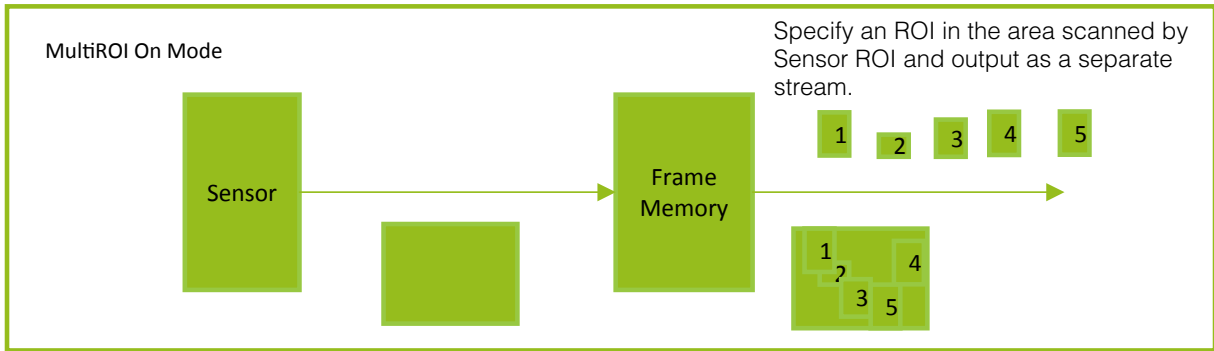 MultiROI On Mode
Specify an ROI in the area scanned by
Sensor ROI and output as a separate
stream.
1
2
3
4
5
Sensor
Frame
Memory
1
2
3
4
5